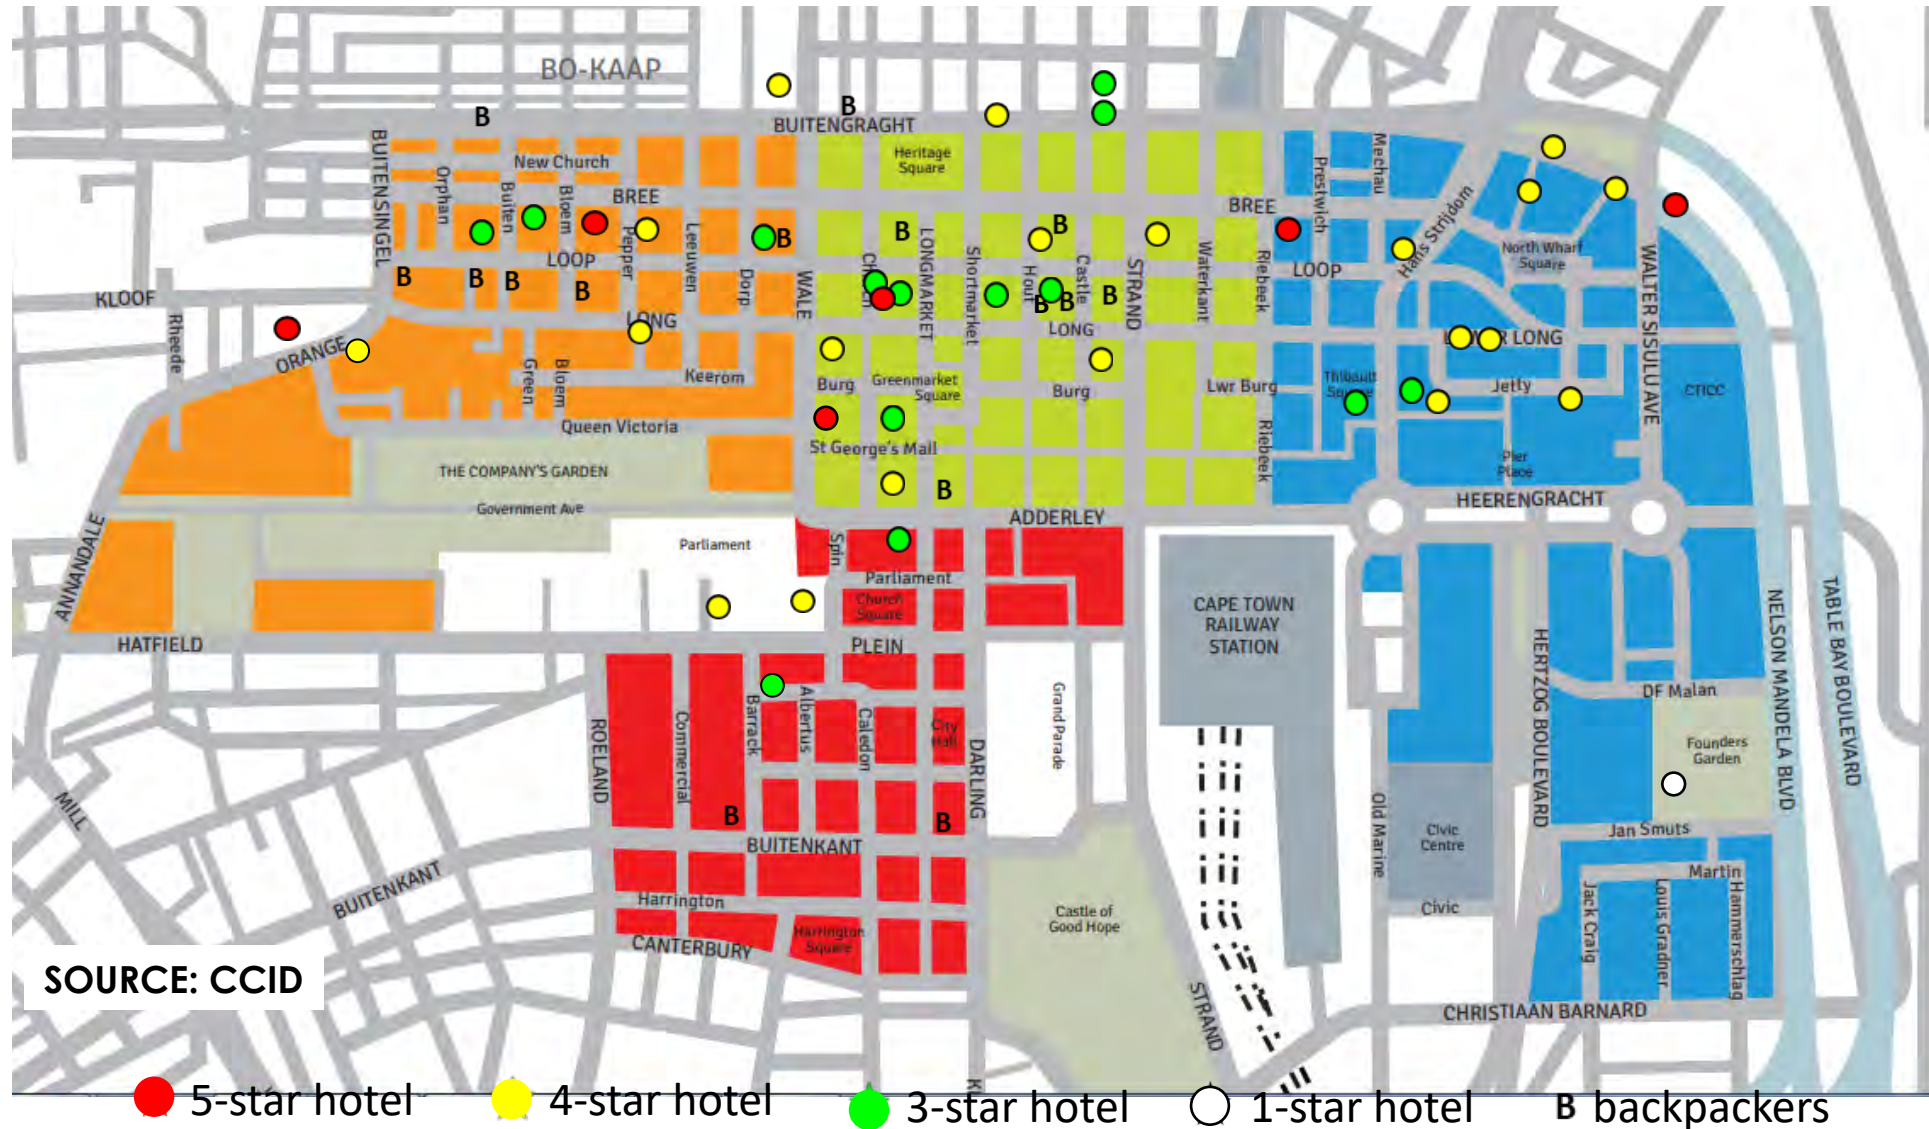 BO-KAAP
B
B
BUITENGRAGHT
BUITENSINGEL
New Church
Heritage
Square
Mechau
Prestwich
Orphan
Buiten
Bloem
BREE
BREE
Hans Strijdom
Pepper
Leeuwen
B
B
B
LONGMARKET
Shortmarket
Castle
STRAND
Waterkant
Riebeek
North Wharf
Square
WALTER SISULU AVE
LOOP
LOOP
Dorp
WALE
Hout
B
B
B
B
B
B
B
KLOOF
Rheede
ORANGE
LONG
LONG
Green
Bloem
Keerom
Burg
Greenmarket
Square
Burg
Lwr Burg
Thibault
Jetty
CTICC
Queen Victoria
St George's Mall
Riebeek
Pier
Place
THE COMPANY'S GARDEN
B
Government Ave
HEERENGRACHT
ADDERLEY
ANNANDALE
Parliament
Spin
Parliament
Church
Square
CAPE TOWN
RAILWAY
STATION
HATFIELD
PLEIN
HERTZOG BOULEVARD
NELSON MANDELA BLVD
TABLE BAY BOULEVARD
DF Malan
ROELAND
Commercial
Barrack
Albertus
Caledon
City
Hall
DARLING
Grand Parade
Founders
Garden
MILL
B
B
Old Marine
Civic
Centre
Jan Smuts
BUITENKANT
BUITENKANT
Martin
Harrington
Castle of
Good Hope
Civic
Jack Craig
Louis Gradner
Hammerschlag
CANTERBURY
Harrington
Square
SOURCE: CCID
STRAND
CHRISTIAAN BARNARD
5-star hotel
4-star hotel
3-star hotel
1-star hotel
B backpackers